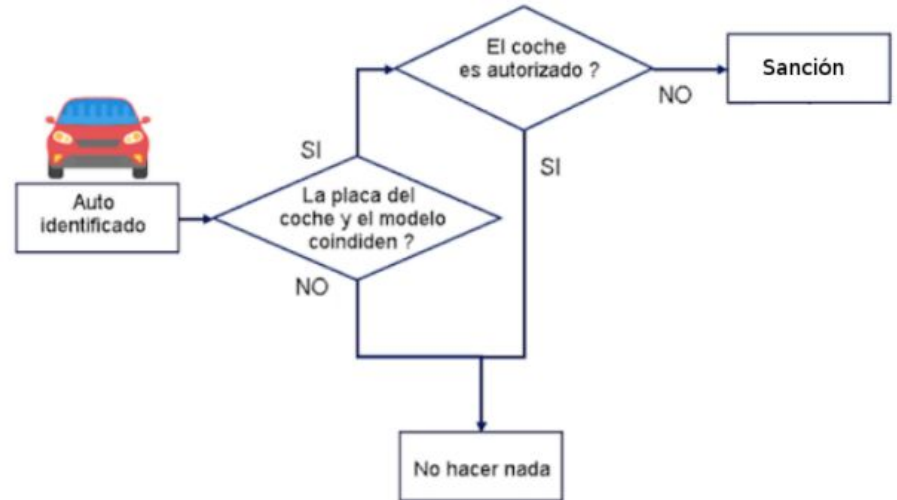 El coche
es autorizado ?
Sanción
NO
SI
SI
Auto
identificado
La placa del
coche y el modelo
coindiden ?
NO
No hacer nada